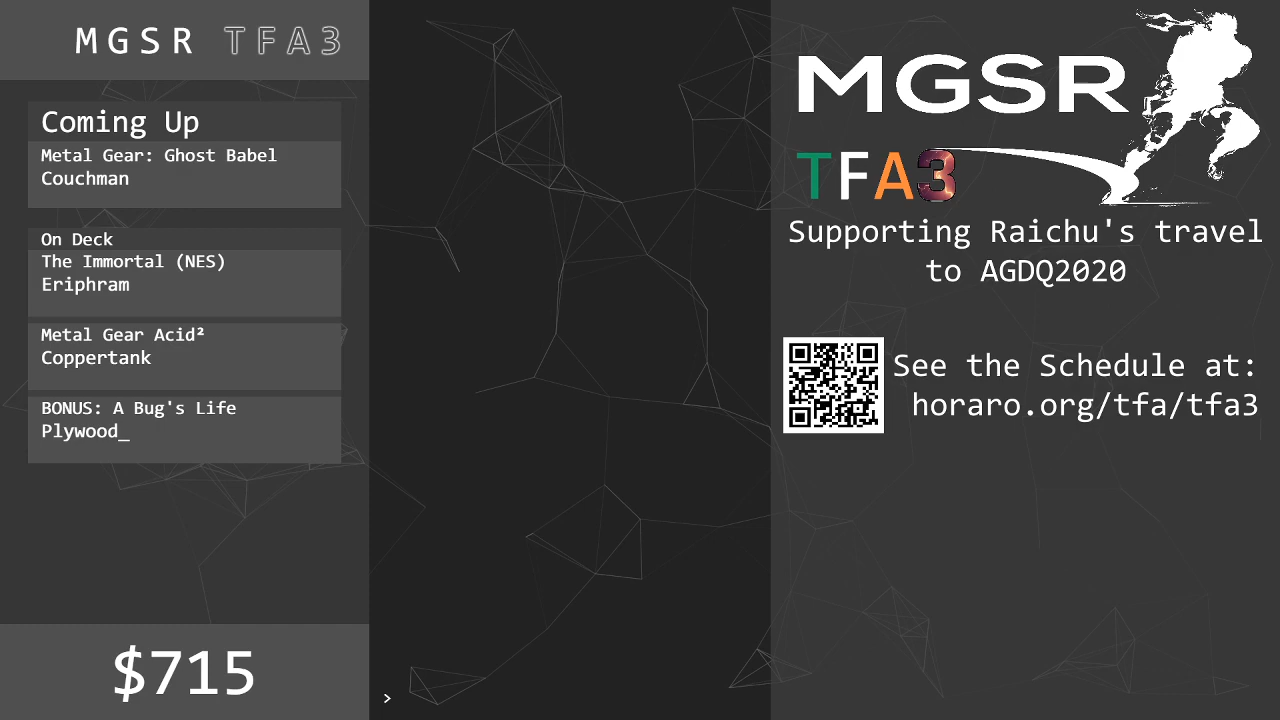 MGSR TFA3
Coming Up
Metal Gear: Ghost Babel
Couchman
On Deck
The Immortal (NES)
Eriphram
Metal Gear Acid²
Coppertank
BONUS: A Bug's Life
Plywood_
$715
>
MGSR
TFA3
Supporting Raichu's travel
to AGDQ2020
See the Schedule at:
horaro.org/tfa/tfa3